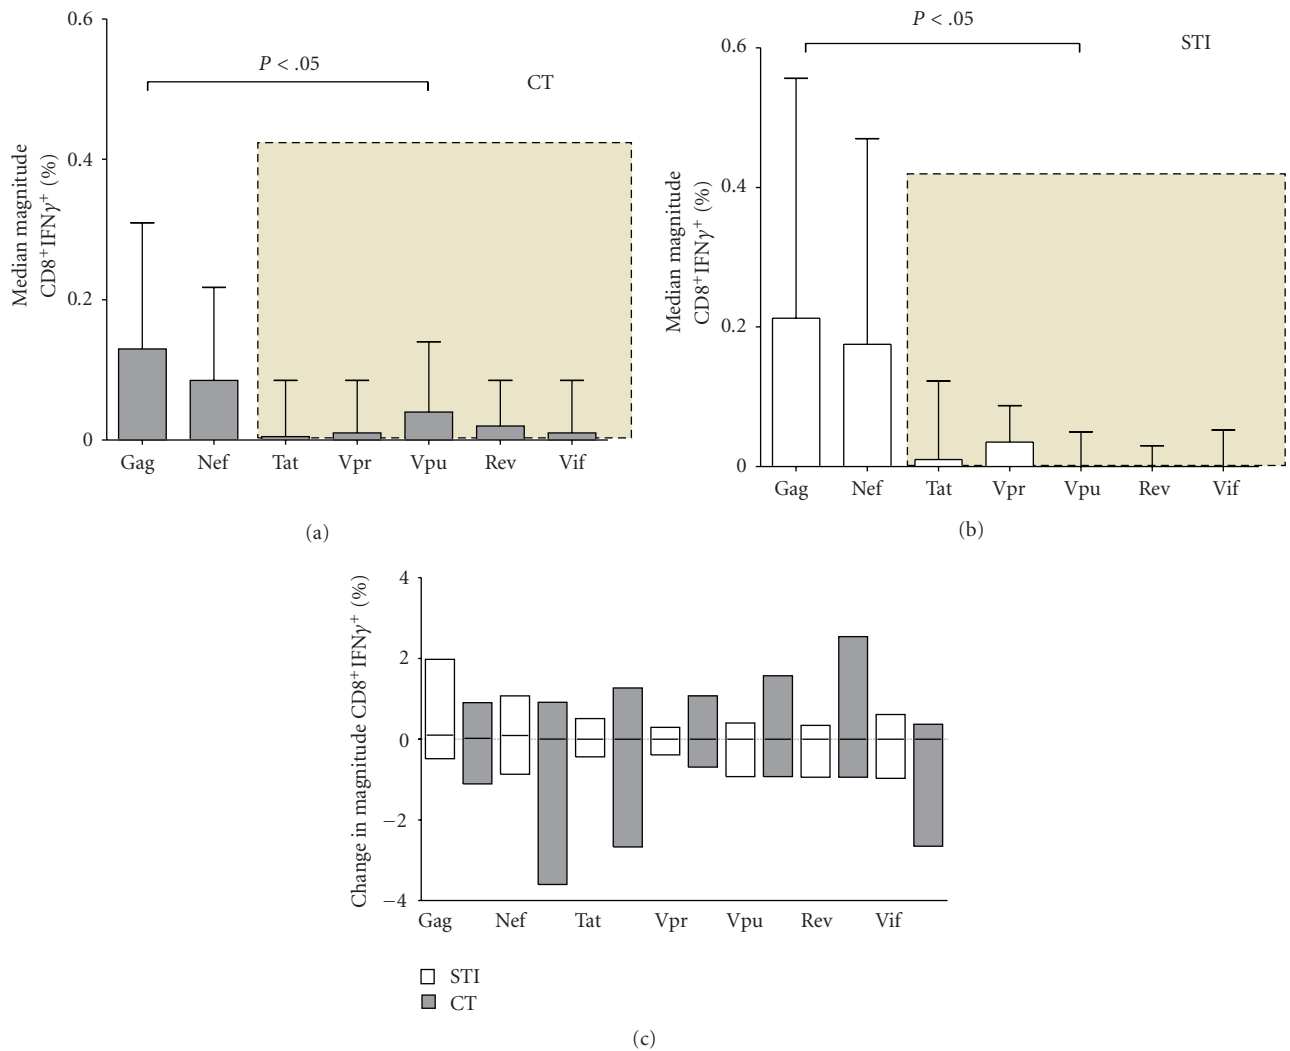 P < .05
CT
0.6
0.4
0.2
0
Median magnitude
CD8⁺IFNγ⁺ (%)
Gag Nef Tat Vpr Vpu Rev Vif
(a)
P < .05
STI
0.6
0.4
0.2
0
Median magnitude
CD8⁺IFNγ⁺ (%)
Gag Nef Tat Vpr Vpu Rev Vif
(b)
4
2
0
−2
−4
Change in magnitude CD8⁺IFNγ⁺ (%)
Gag Nef Tat Vpr Vpu Rev Vif
STI
CT
(c)